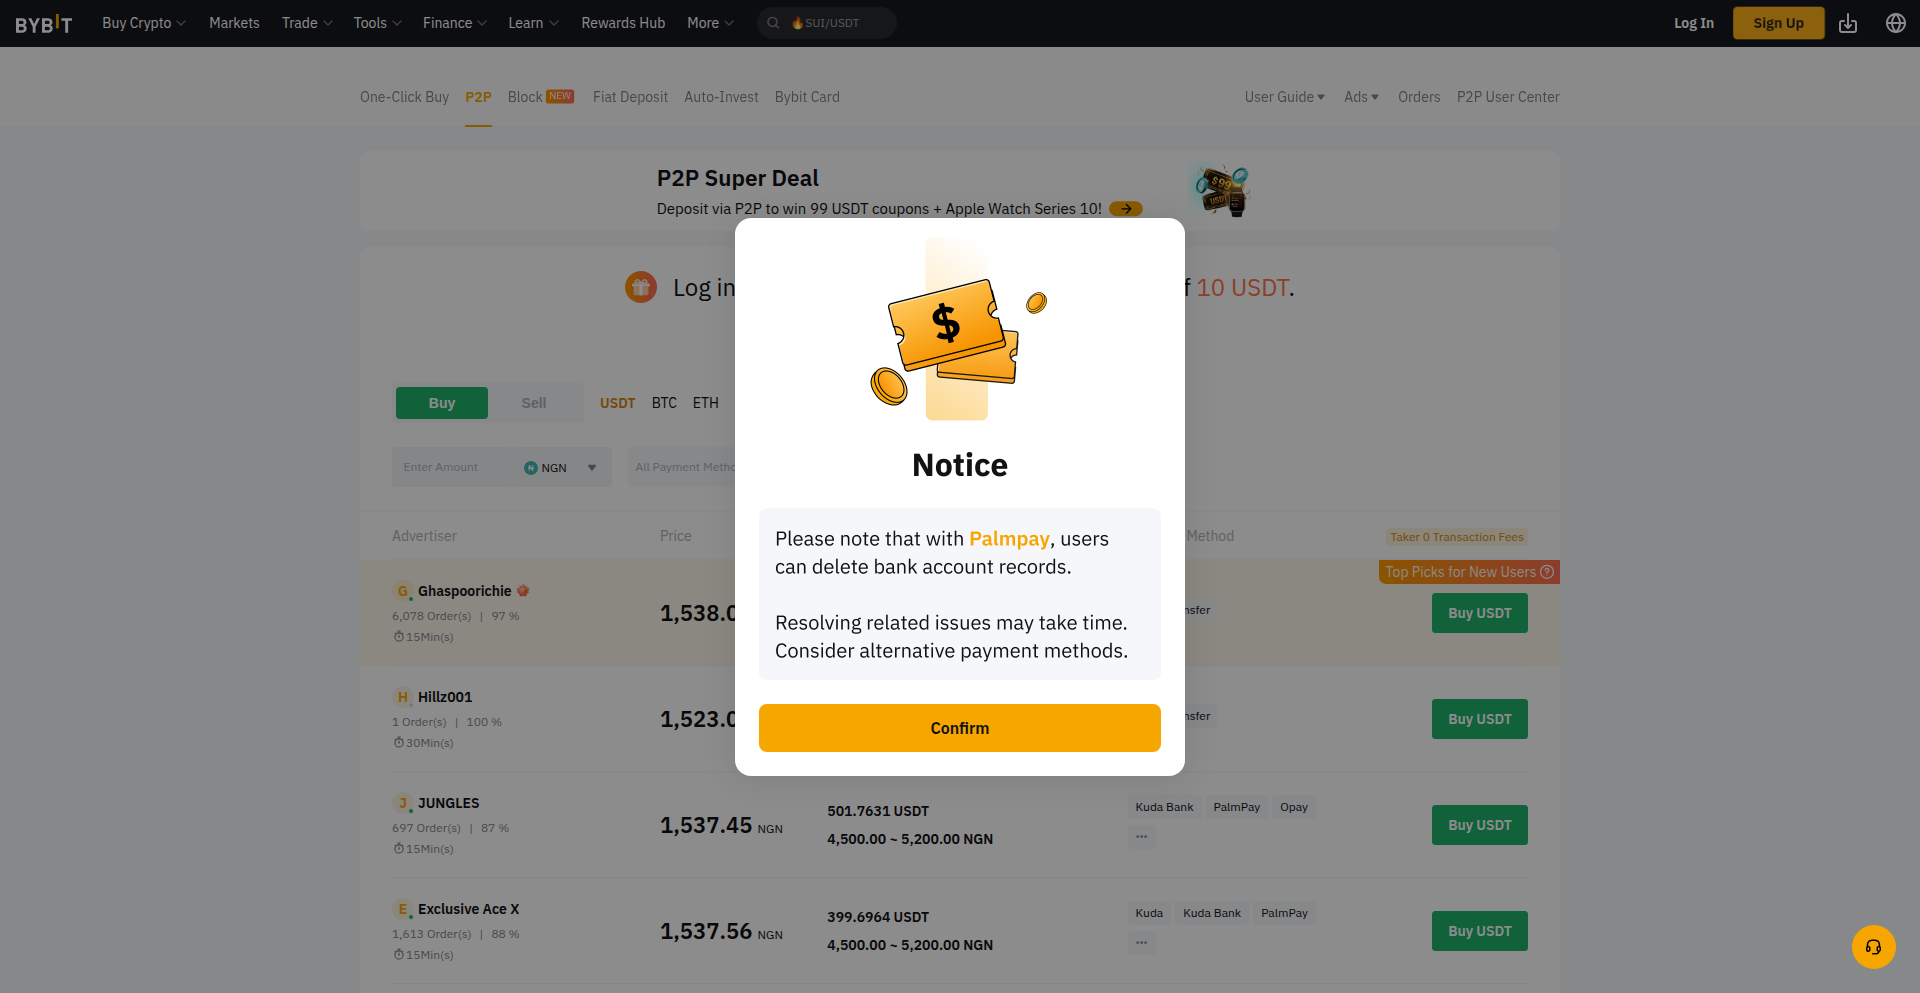 BYBIT Buy Crypto Markets Trade Tools Finance Learn Rewards Hub More 🔥SUI/USDT Log In Sign Up
One-Click Buy P2P Block NEW Fiat Deposit Auto-Invest Bybit Card User Guide Ads Orders P2P User Center
P2P Super Deal
Deposit via P2P to win 99 USDT coupons + Apple Watch Series 10!
Log in 10 USDT.
Buy Sell USDT BTC ETH
Enter Amount NGN All Payment
Advertiser Price Method Taker 0 Transaction Fees
Top Picks for New Users
G Ghaspoorichie
6,078 Order(s) | 97 %
15Min(s)
1,538.0
Buy USDT
H Hillz001
1 Order(s) | 100 %
30Min(s)
1,523.0
Buy USDT
J JUNGLES
697 Order(s) | 87 %
15Min(s)
1,537.45 NGN
501.7631 USDT
4,500.00 ~ 5,200.00 NGN
Kuda Bank PalmPay Opay
...
Buy USDT
E Exclusive Ace X
1,613 Order(s) | 88 %
15Min(s)
1,537.56 NGN
399.6964 USDT
4,500.00 ~ 5,200.00 NGN
Kuda Kuda Bank PalmPay
...
Buy USDT
$
Notice
Please note that with Palmpay, users
can delete bank account records.
Resolving related issues may take time.
Consider alternative payment methods.
Confirm